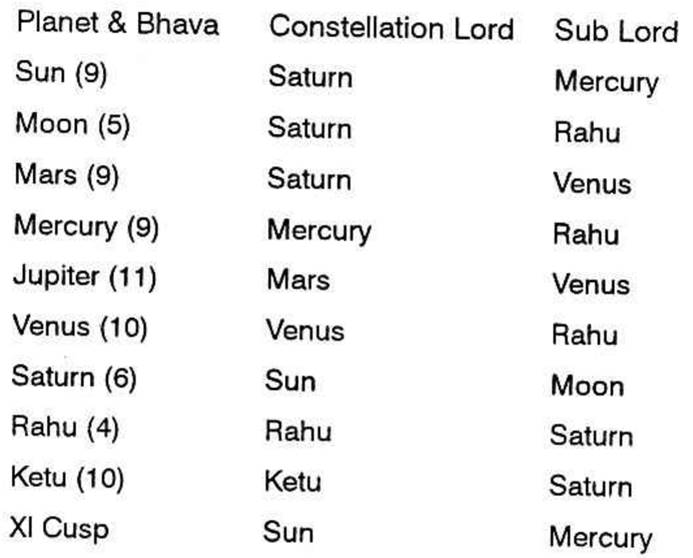 Planet & Bhava Constellation Lord Sub Lord
Sun (9) Saturn Mercury
Moon (5) Saturn Rahu
Mars (9) Saturn Venus
Mercury (9) Mercury Rahu
Jupiter (11) Mars Venus
Venus (10) Venus Rahu
Saturn (6) Sun Moon
Rahu (4) Rahu Saturn
Ketu (10) Ketu Saturn
XI Cusp Sun Mercury